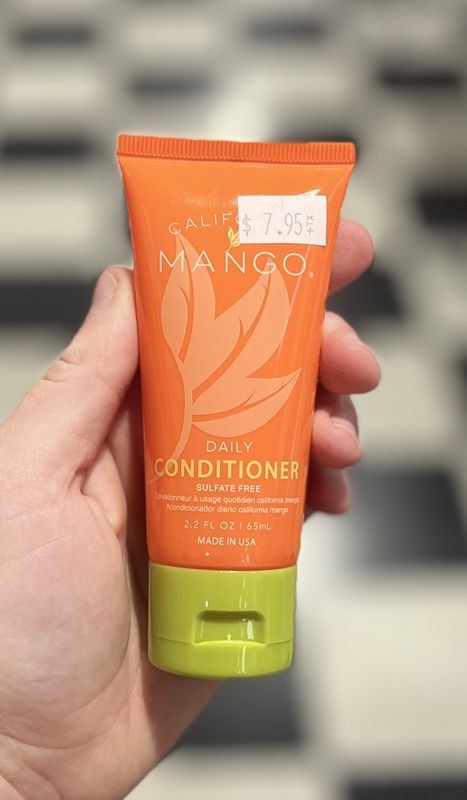 CALIF
$ 7.95 +TX
MANGO®
DAILY
CONDITIONER
SULFATE FREE
Conditionneur à usage quotidien california mango
Acondicionador diario california mango
2.2 FL OZ | 65mL
MADE IN USA